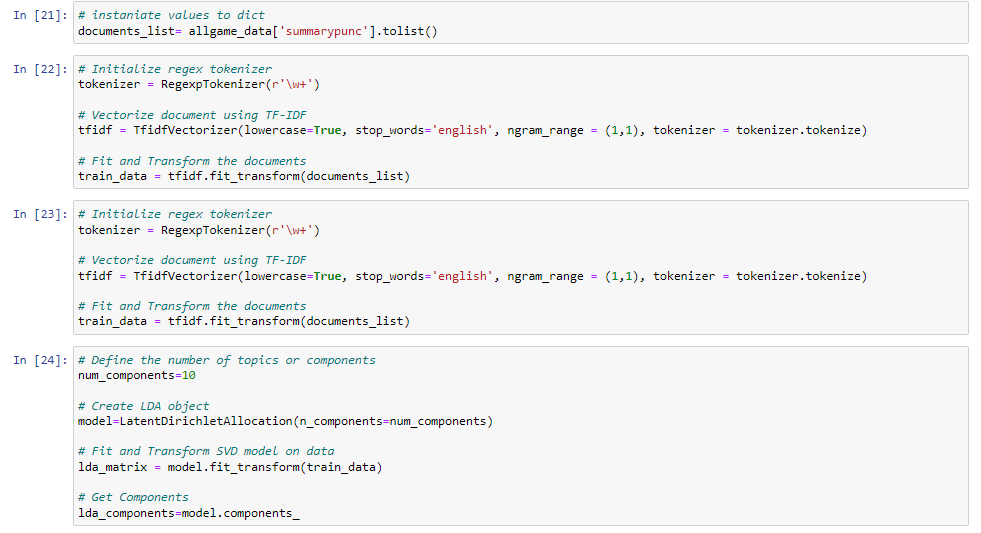 In [21]: # instaniate values to dict
documents_list= allgame_data['summarypunc'].tolist()
In [22]: # Initialize regex tokenizer
tokenizer = RegexpTokenizer(r'\w+')
# Vectorize document using TF-IDF
tfidf = TfidfVectorizer(lowercase=True, stop_words='english', ngram_range = (1,1), tokenizer = tokenizer.tokenize)
# Fit and Transform the documents
train_data = tfidf.fit_transform(documents_list)
In [23]: # Initialize regex tokenizer
tokenizer = RegexpTokenizer(r'\w+')
# Vectorize document using TF-IDF
tfidf = TfidfVectorizer(lowercase=True, stop_words='english', ngram_range = (1,1), tokenizer = tokenizer.tokenize)
# Fit and Transform the documents
train_data = tfidf.fit_transform(documents_list)
In [24]: # Define the number of topics or components
num_components=10
# Create LDA object
model=LatentDirichletAllocation(n_components=num_components)
# Fit and Transform SVD model on data
lda_matrix = model.fit_transform(train_data)
# Get Components
lda_components=model.components_